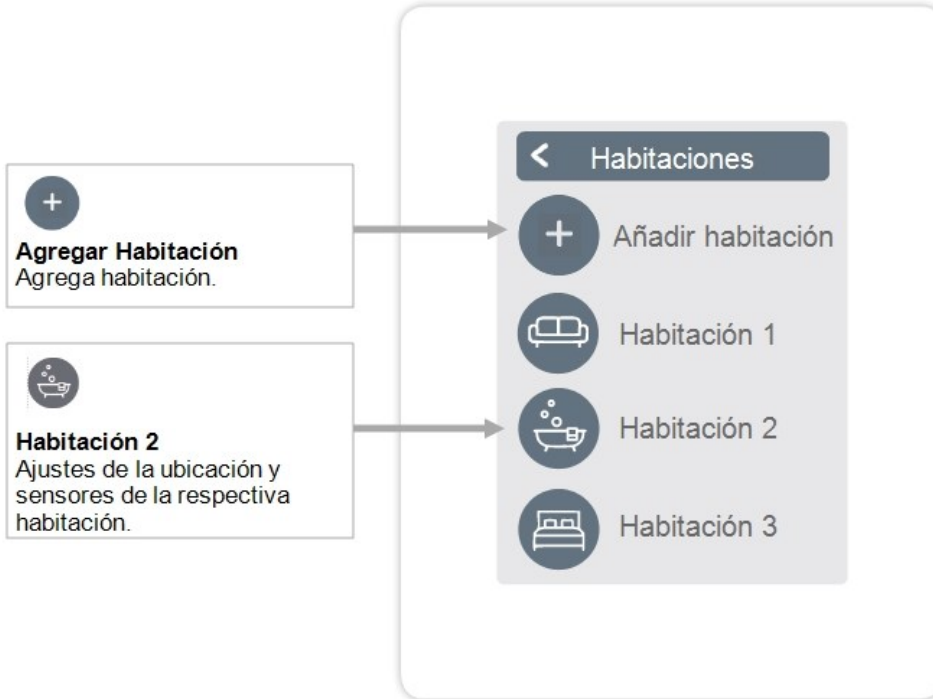 Agregar Habitación
Agrega habitación.
Habitación 2
Ajustes de la ubicación y
sensores de la respectiva
habitación.
Habitaciones
Añadir habitación
Habitación 1
Habitación 2
Habitación 3